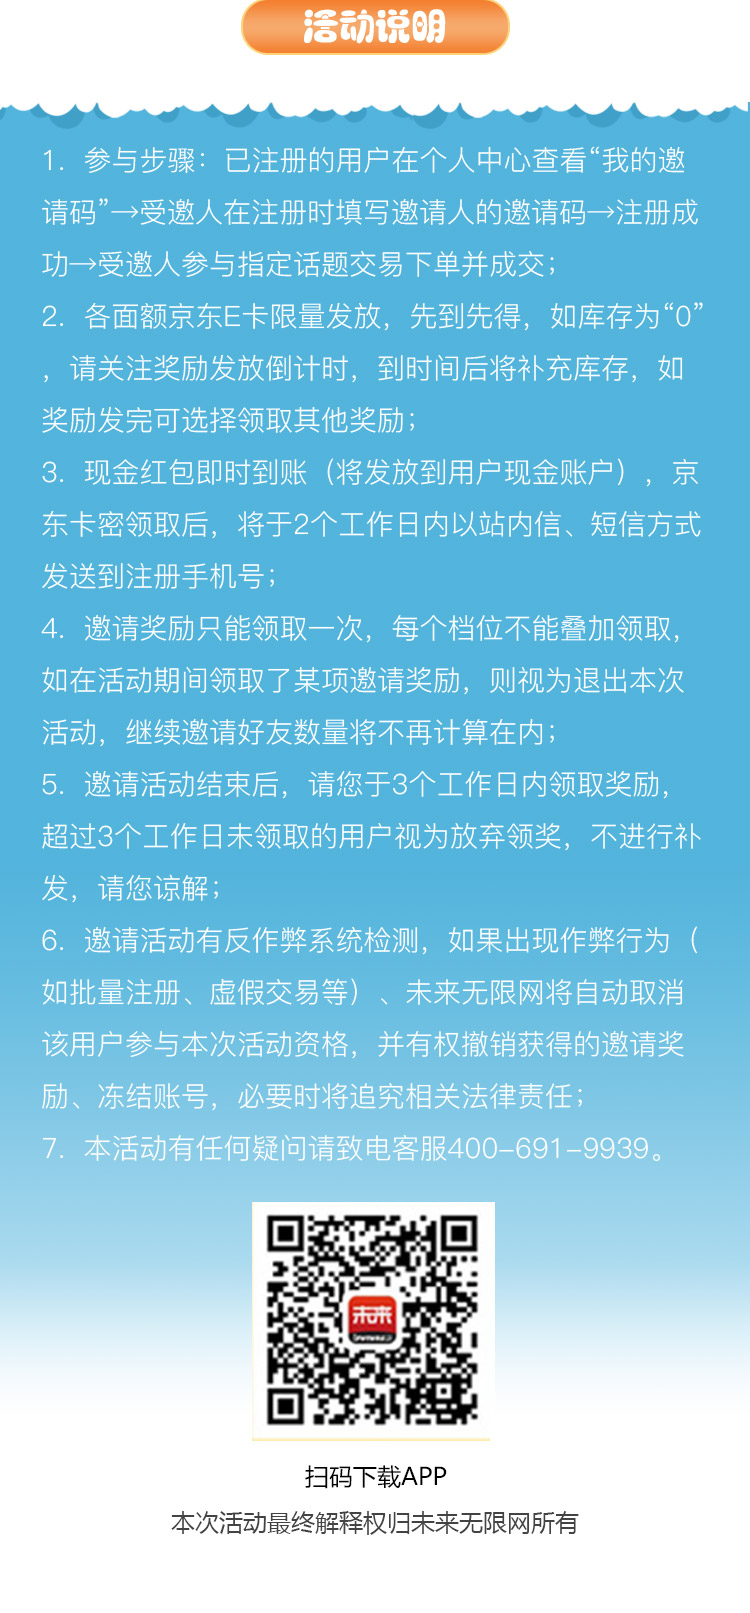 活动说明
1. 参与步骤：已注册的用户在个人中心查看“我的邀
请码”→受邀人在注册时填写邀请人的邀请码→注册成
功→受邀人参与指定话题交易下单并成交；
2. 各面额京东E卡限量发放，先到先得，如库存为“0”
，请关注奖励发放倒计时，到时间后将补充库存，如
奖励发完可选择领取其他奖励；
3. 现金红包即时到账（将发放到用户现金账户），京
东卡密领取后，将于2个工作日内以站内信、短信方式
发送到注册手机号；
4. 邀请奖励只能领取一次，每个档位不能叠加领取，
如在活动期间领取了某项邀请奖励，则视为退出本次
活动，继续邀请好友数量将不再计算在内；
5. 邀请活动结束后，请您于3个工作日内领取奖励，
超过3个工作日未领取的用户视为放弃领奖，不进行补
发，请您谅解；
6. 邀请活动有反作弊系统检测，如果出现作弊行为（
如批量注册、虚假交易等）、未来无限网将自动取消
该用户参与本次活动资格，并有权撤销获得的邀请奖
励、冻结账号，必要时将追究相关法律责任；
7. 本活动有任何疑问请致电客服400-691-9939。
未来
扫码下载APP
本次活动最终解释权归未来无限网所有